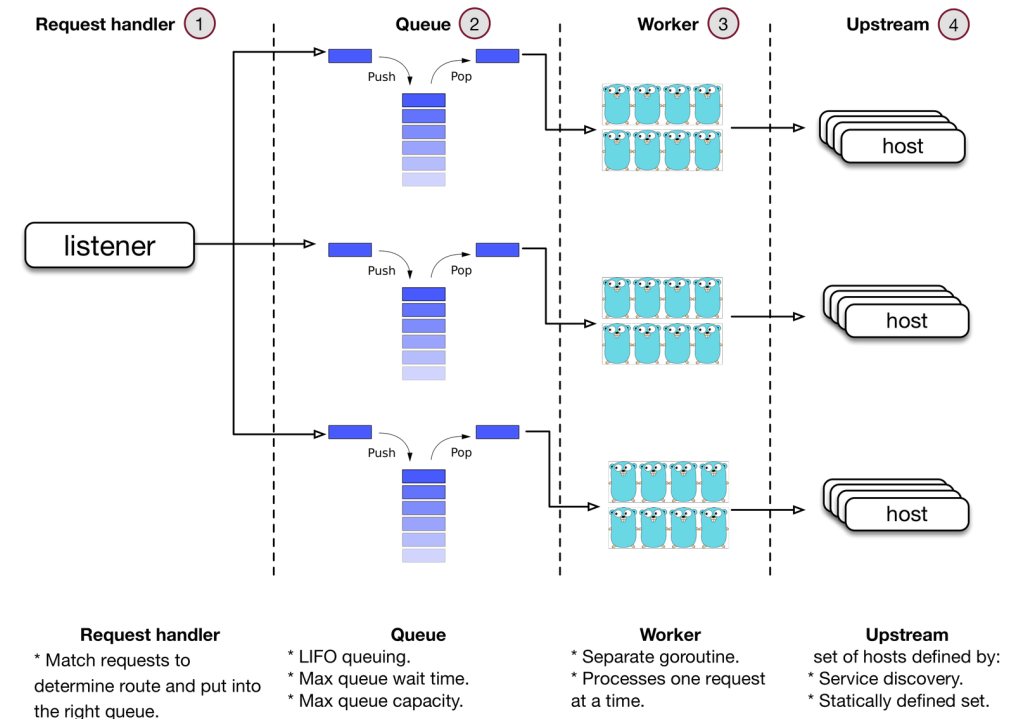 Request handler 1
Queue 2
Worker 3
Upstream 4
Push
Pop
host
listener
Push
Pop
host
Push
Pop
host
Request handler
* Match requests to
determine route and put into
the right queue.
Queue
* LIFO queuing.
* Max queue wait time.
* Max queue capacity.
Worker
* Separate goroutine.
* Processes one request
at a time.
Upstream
set of hosts defined by:
* Service discovery.
* Statically defined set.